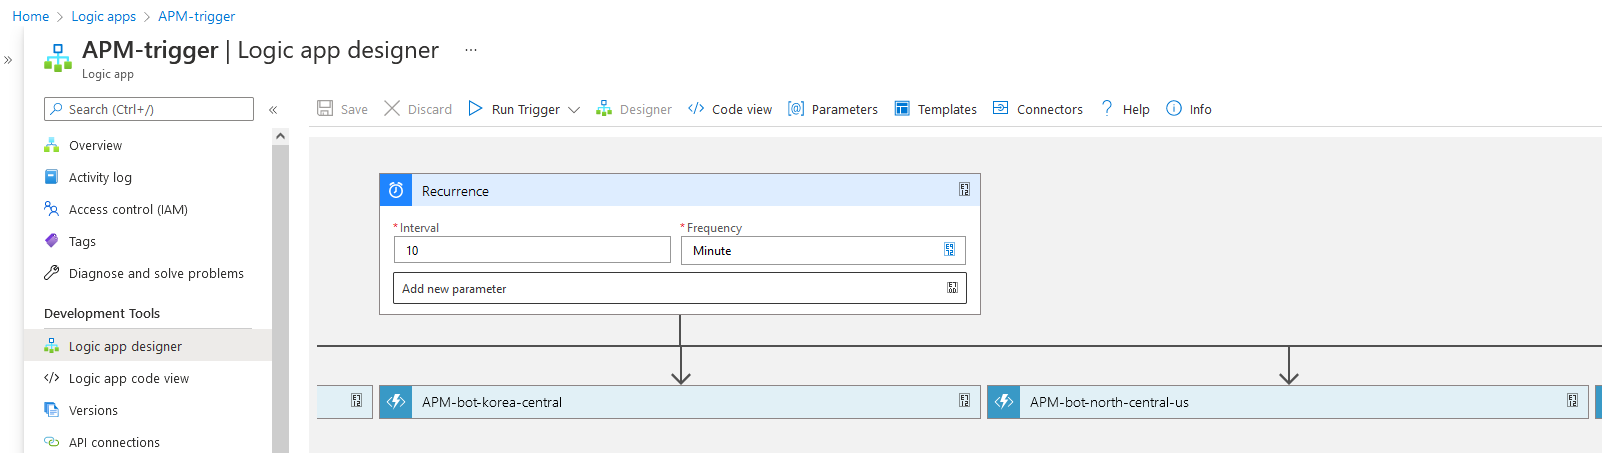 Home > Logic apps > APM-trigger
APM-trigger | Logic app designer ...
Logic app
Search (Ctrl+/)
Overview
Activity log
Access control (IAM)
Tags
Diagnose and solve problems
Development Tools
Logic app designer
Logic app code view
Versions
API connections
Save Discard Run Trigger Designer Code view Parameters Templates Connectors Help Info
Recurrence
* Interval
10
* Frequency
Minute
Add new parameter
APM-bot-korea-central
APM-bot-north-central-us